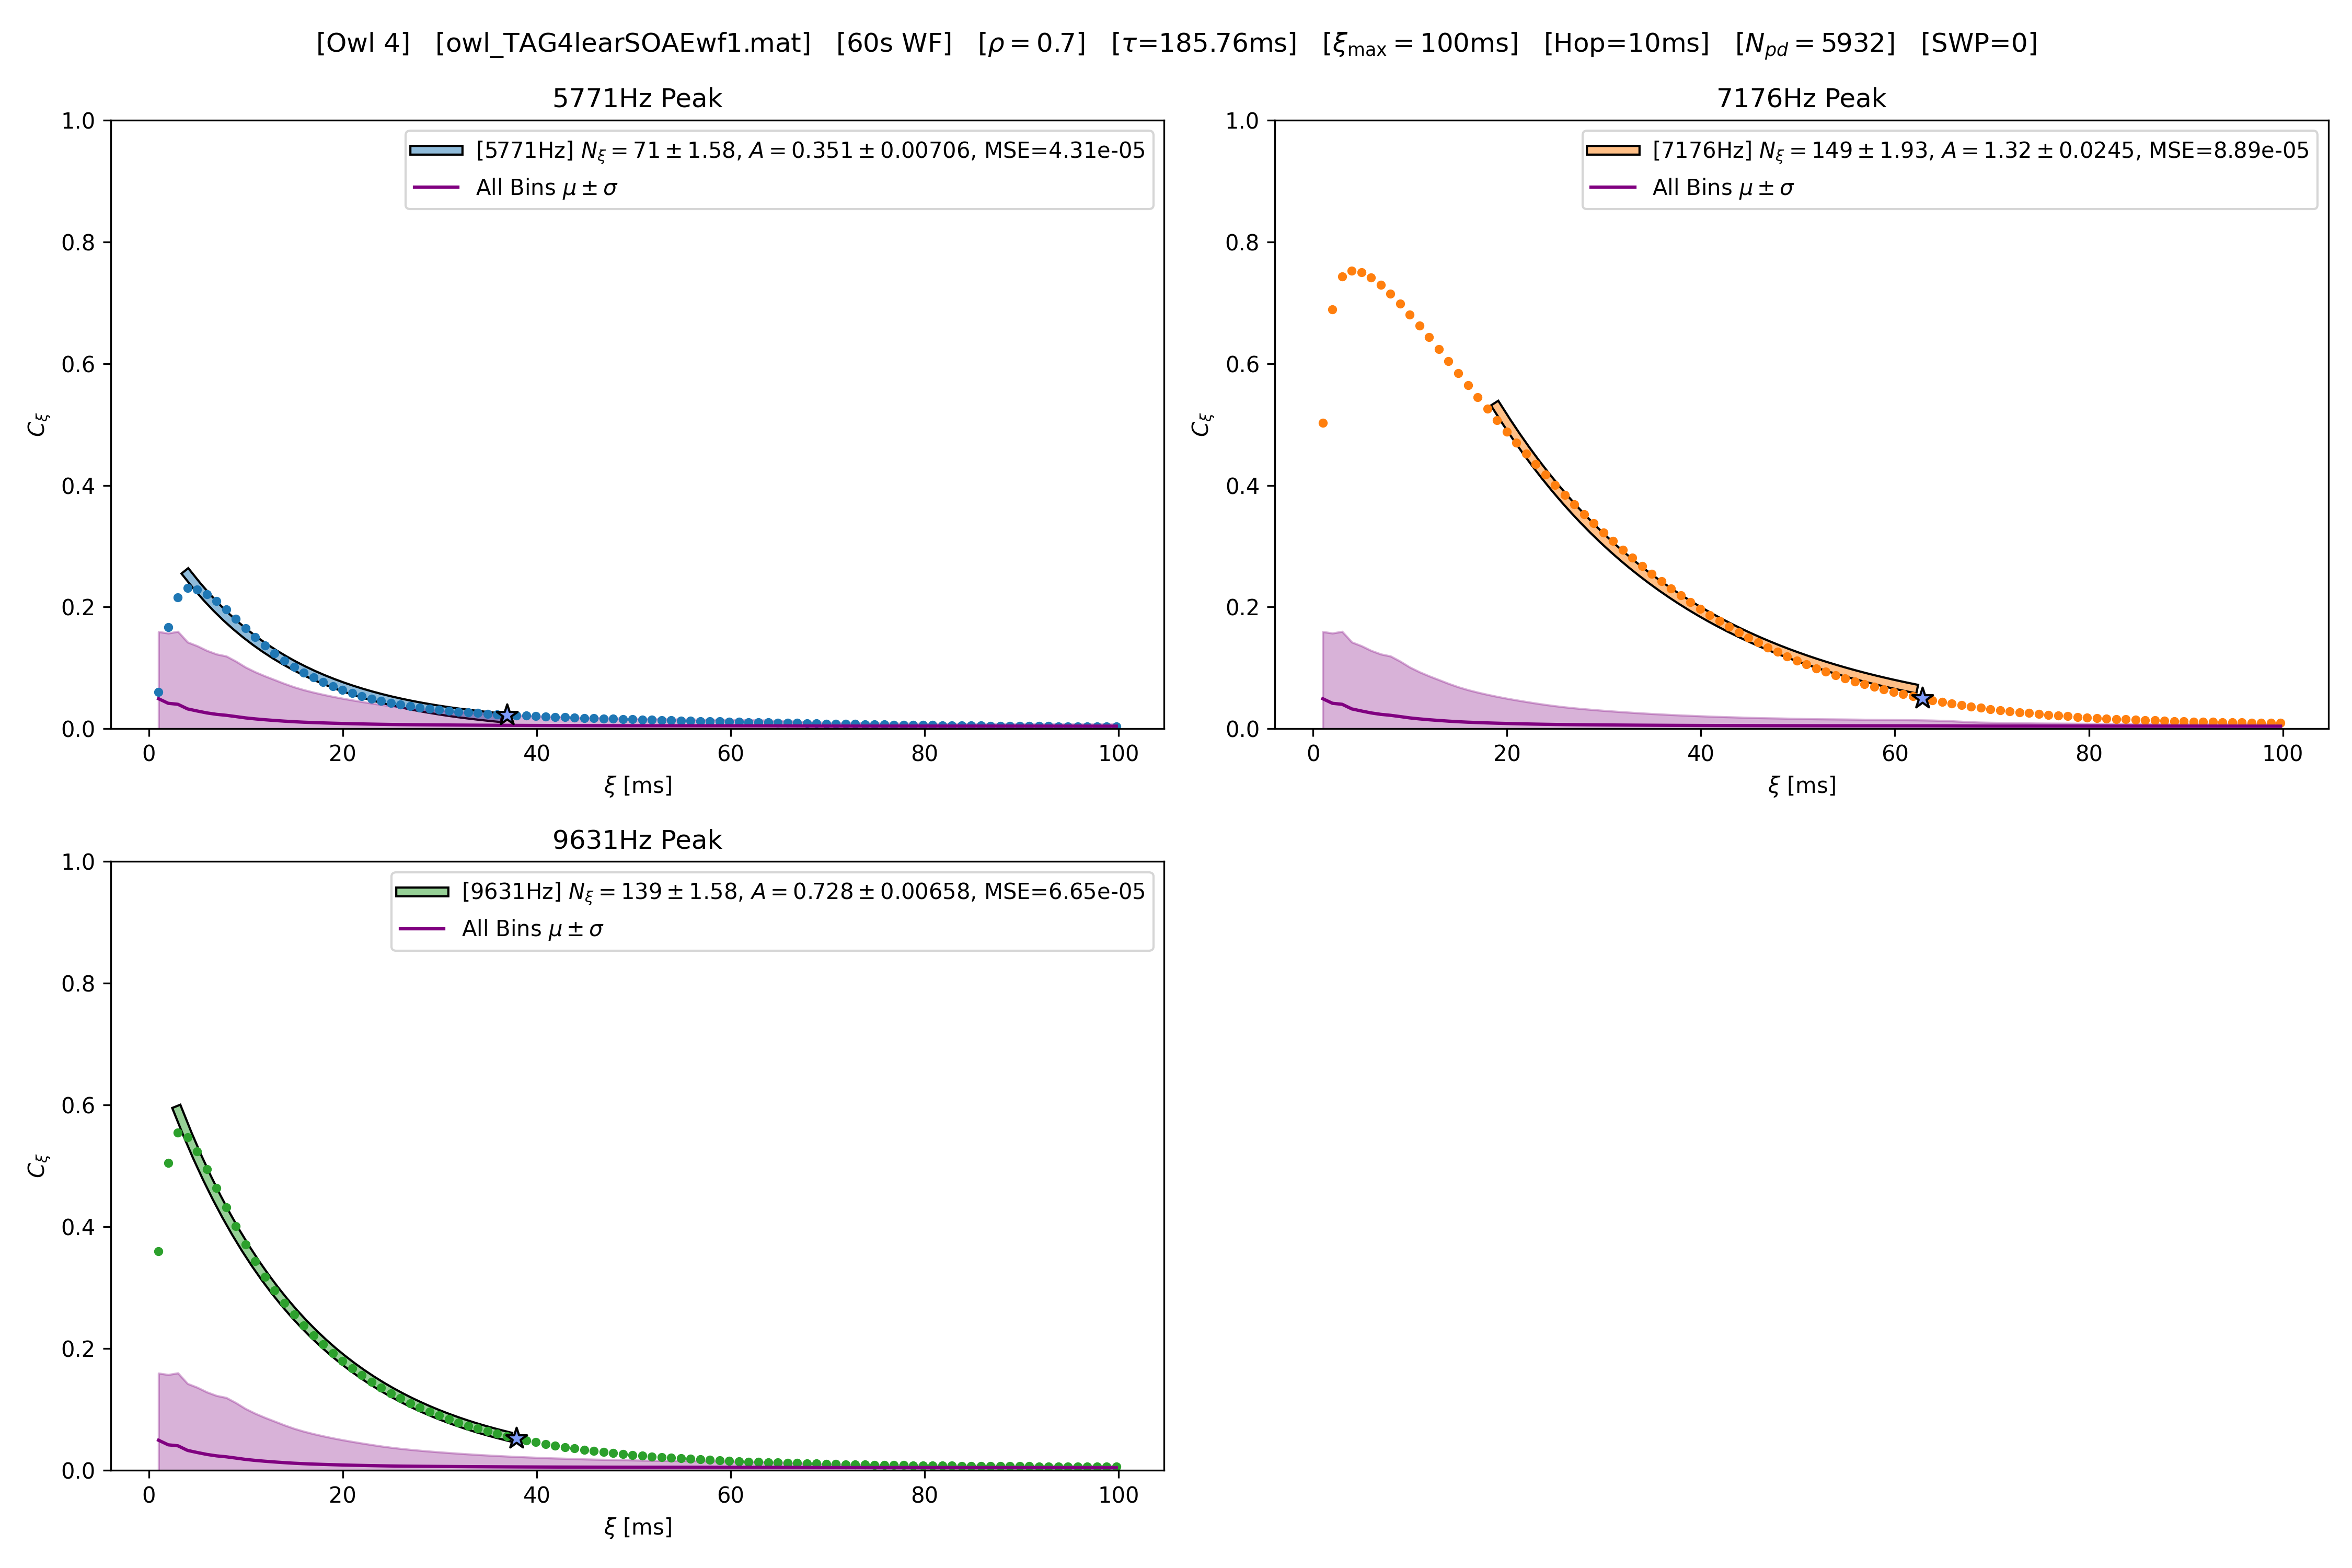 [Owl 4] [owl_TAG4learSOAEwf1.mat] [60s WF] [ρ = 0.7] [τ=185.76ms] [ξmax = 100ms] [Hop=10ms] [Npd = 5932] [SWP=0]
5771Hz Peak
[5771Hz] Nξ = 71 ± 1.58, A = 0.351 ± 0.00706, MSE=4.31e-05
All Bins μ ± σ
1.0
0.8
0.6
0.4
0.2
0.0
Cξ
0 20 40 60 80 100
ξ [ms]
7176Hz Peak
[7176Hz] Nξ = 149 ± 1.93, A = 1.32 ± 0.0245, MSE=8.89e-05
All Bins μ ± σ
1.0
0.8
0.6
0.4
0.2
0.0
Cξ
0 20 40 60 80 100
ξ [ms]
9631Hz Peak
[9631Hz] Nξ = 139 ± 1.58, A = 0.728 ± 0.00658, MSE=6.65e-05
All Bins μ ± σ
1.0
0.8
0.6
0.4
0.2
0.0
Cξ
0 20 40 60 80 100
ξ [ms]